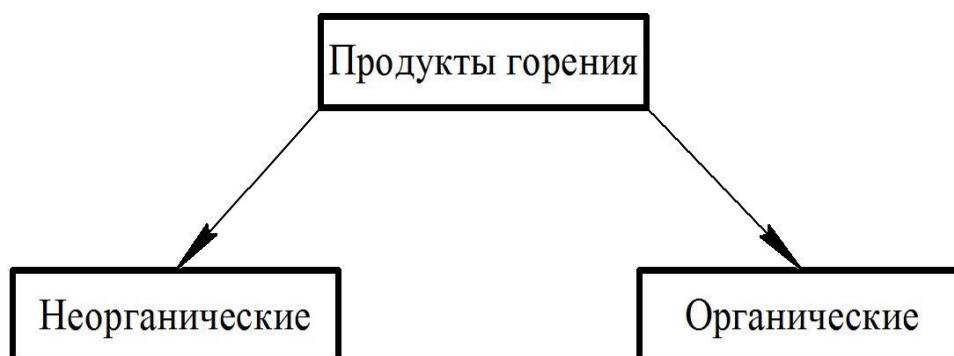 Продукты горения
Неорганические
Органические